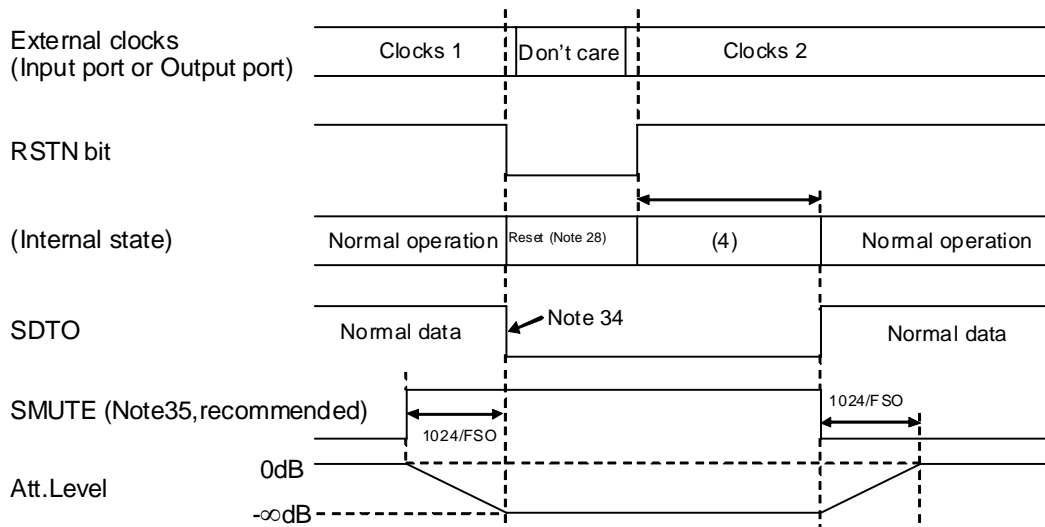 External clocks
(Input port or Output port)
Clocks 1
Don't care
Clocks 2
RSTN bit
(Internal state)
Normal operation
Reset (Note 28)
(4)
Normal operation
SDTO
Normal data
Note 34
Normal data
SMUTE (Note35,recommended)
1024/FSO
1024/FSO
Att.Level
0dB
-∞dB